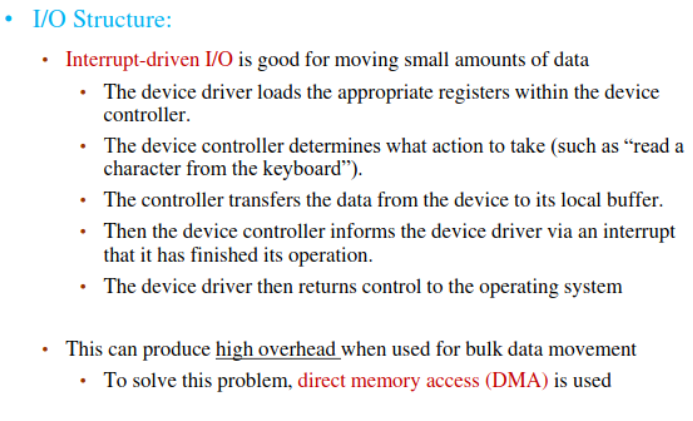 • I/O Structure:
• Interrupt-driven I/O is good for moving small amounts of data
• The device driver loads the appropriate registers within the device
controller.
• The device controller determines what action to take (such as “read a
character from the keyboard”).
• The controller transfers the data from the device to its local buffer.
• Then the device controller informs the device driver via an interrupt
that it has finished its operation.
• The device driver then returns control to the operating system
• This can produce high overhead when used for bulk data movement
• To solve this problem, direct memory access (DMA) is used